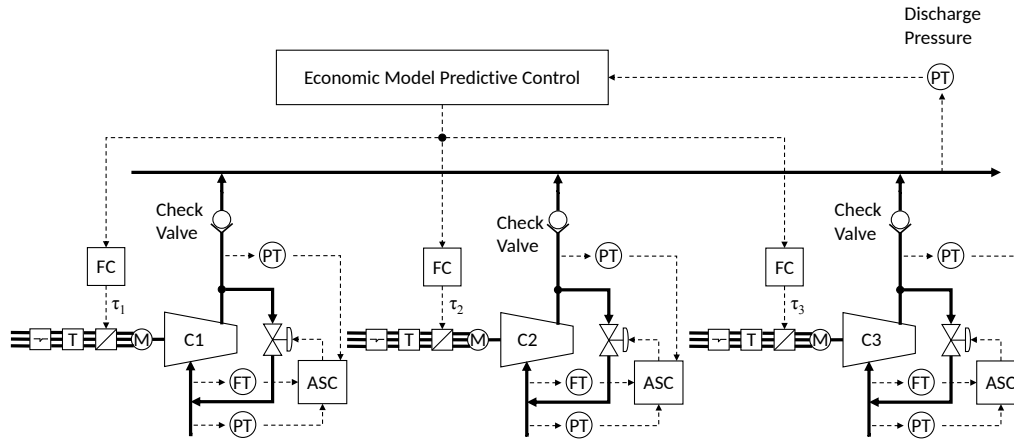 Discharge
Pressure
Economic Model Predictive Control
PT
Check
Valve
Check
Valve
Check
Valve
FC
PT
FC
PT
FC
PT
τ1
τ2
τ3
T
M
C1
T
M
C2
T
M
C3
FT
ASC
FT
ASC
FT
ASC
PT
PT
PT